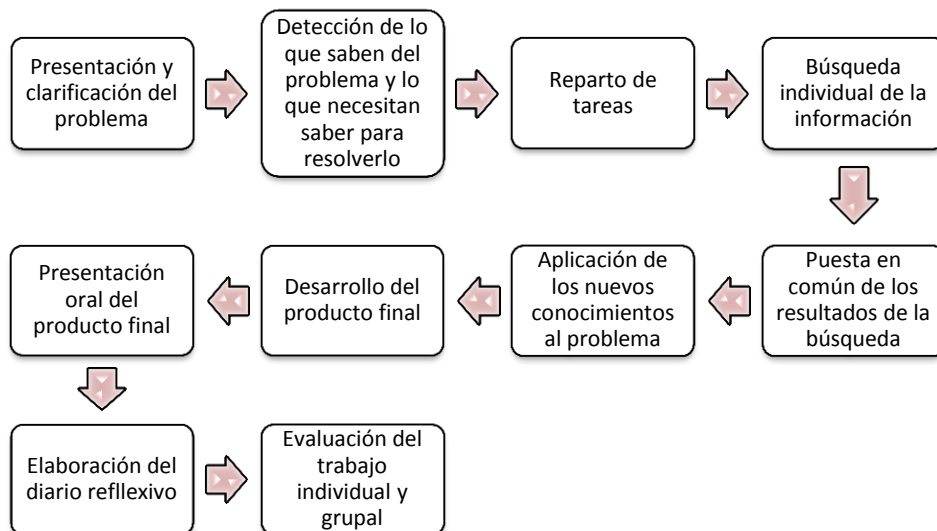 Presentación y
clarificación del
problema
Detección de lo
que saben del
problema y lo
que necesitan
saber para
resolverlo
Reparto de
tareas
Búsqueda
individual de la
información
Puesta en
común de los
resultados de la
búsqueda
Aplicación de
los nuevos
conocimientos
al problema
Desarrollo del
producto final
Presentación
oral del
producto final
Elaboración del
diario refllexivo
Evaluación del
trabajo
individual y
grupal